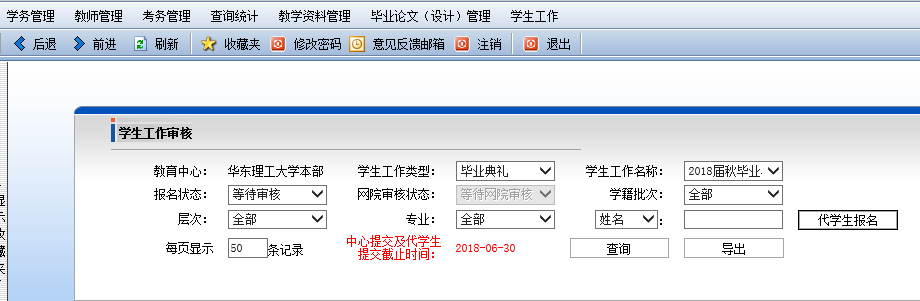 学务管理 教师管理 考务管理 查询统计 教学资料管理 毕业论文（设计）管理 学生工作
后退 前进 刷新 收藏夹 修改密码 意见反馈邮箱 注销 退出
学生工作审核
教育中心： 华东理工大学本部 学生工作类型： 毕业典礼 学生工作名称： 2018届秋毕业
报名状态： 等待审核 网院审核状态： 等待网院审核 学籍批次： 全部
层次： 全部 专业： 全部 姓名 ： 代学生报名
每页显示 50 条记录 中心提交及代学生
提交截止时间： 2018-06-30 查询 导出